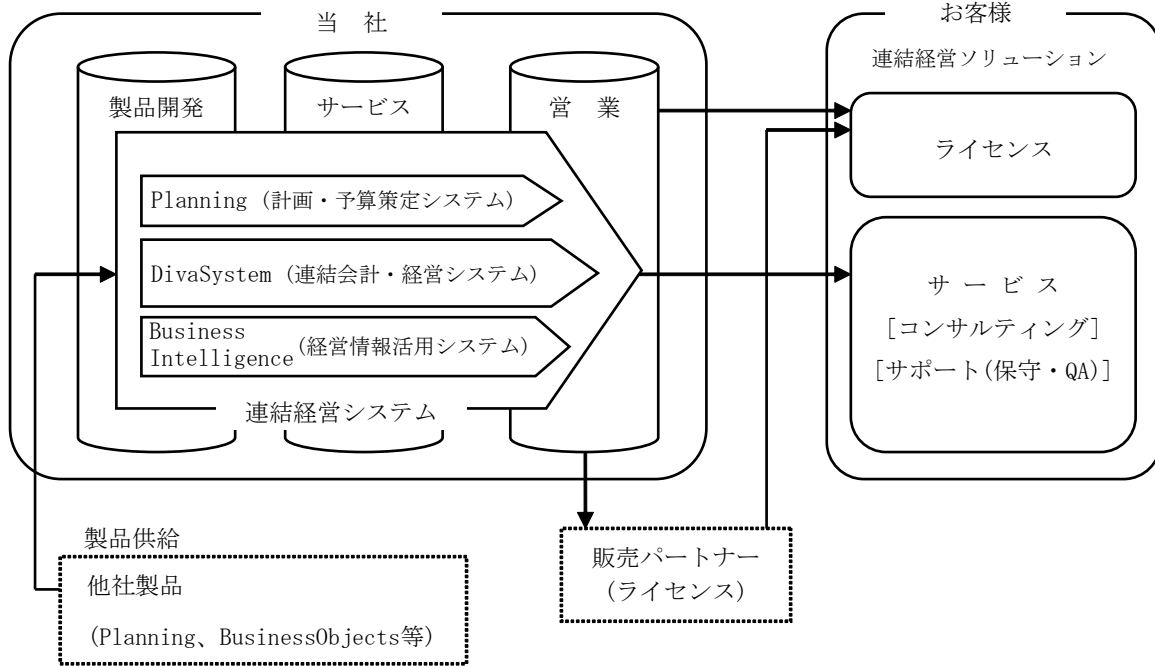 当　社
製品開発
サービス
営　業
Planning (計画・予算策定システム)
DivaSystem (連結会計・経営システム)
Business
Intelligence (経営情報活用システム)
連結経営システム
お客様
連結経営ソリューション
ライセンス
サ ー ビ ス
[コンサルティング]
[サポート(保守・QA)]
製品供給
他社製品
(Planning、BusinessObjects等)
販売パートナー
(ライセンス)